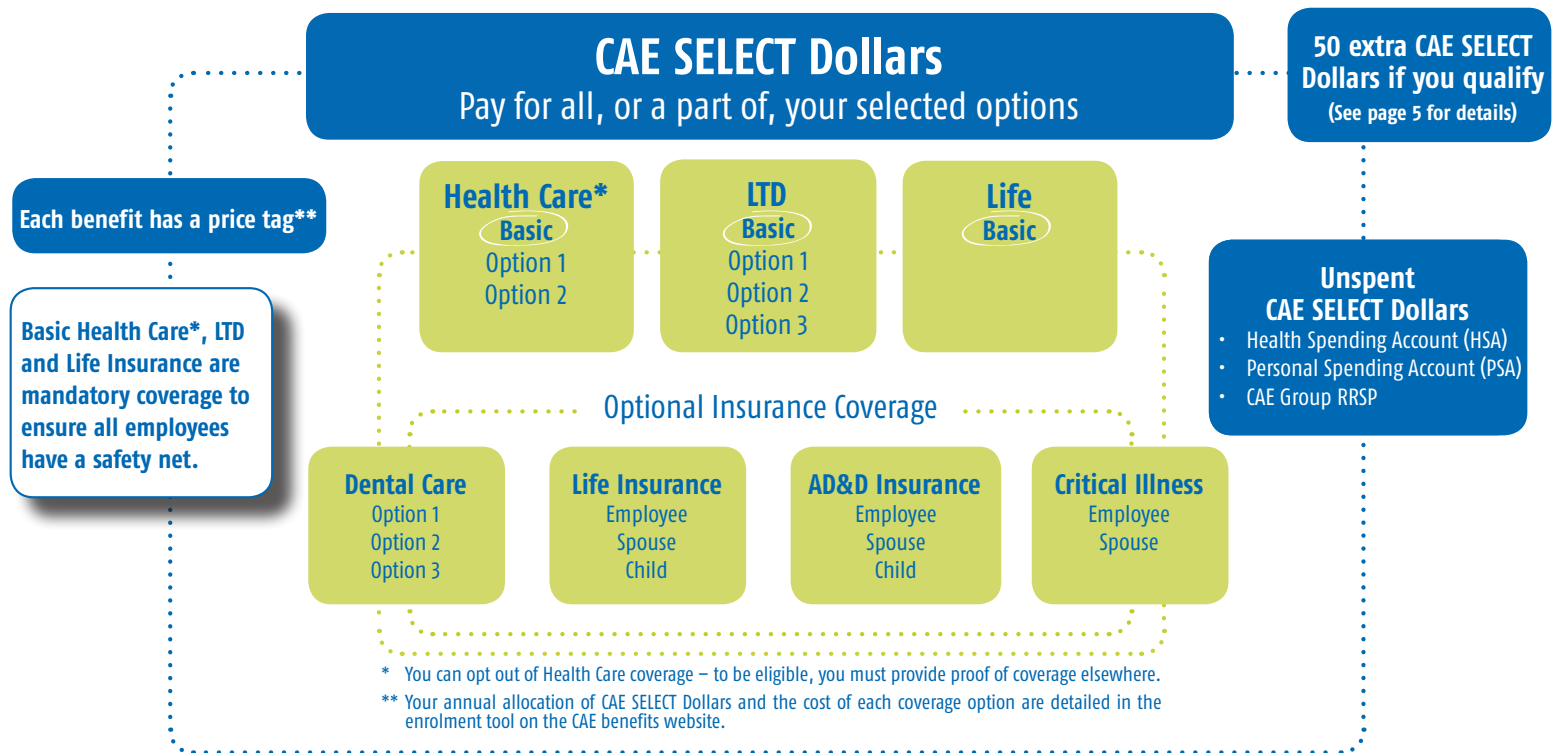 CAE SELECT Dollars
Pay for all, or a part of, your selected options
50 extra CAE SELECT
Dollars if you qualify
(See page 5 for details)
Each benefit has a price tag**
Basic Health Care*, LTD
and Life Insurance are
mandatory coverage to
ensure all employees
have a safety net.
Health Care*
Basic
Option 1
Option 2
LTD
Basic
Option 1
Option 2
Option 3
Life
Basic
Unspent
CAE SELECT Dollars
• Health Spending Account (HSA)
• Personal Spending Account (PSA)
• CAE Group RRSP
Optional Insurance Coverage
Dental Care
Option 1
Option 2
Option 3
Life Insurance
Employee
Spouse
Child
AD&D Insurance
Employee
Spouse
Child
Critical Illness
Employee
Spouse
* You can opt out of Health Care coverage – to be eligible, you must provide proof of coverage elsewhere.
** Your annual allocation of CAE SELECT Dollars and the cost of each coverage option are detailed in the
enrolment tool on the CAE benefits website.